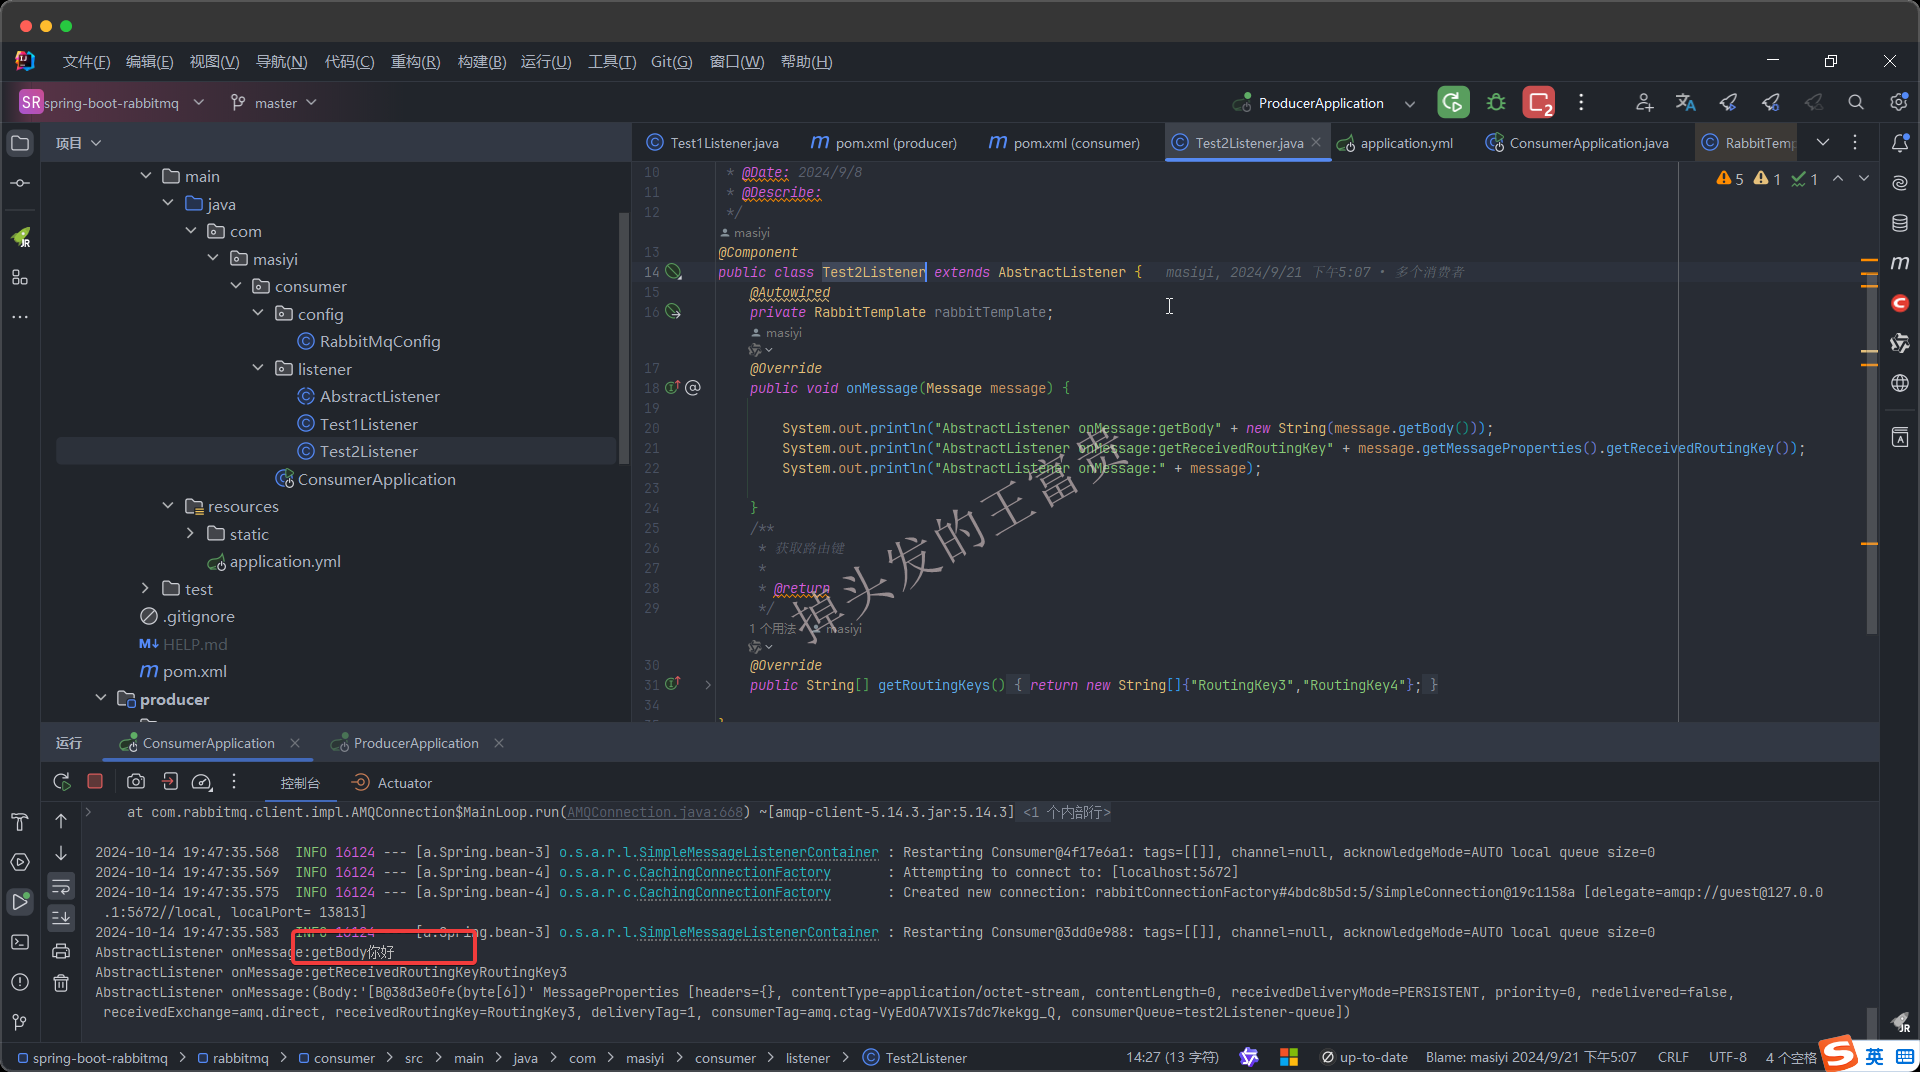 文件(F) 编辑(E) 视图(V) 导航(N) 代码(C) 重构(R) 构建(B) 运行(U) 工具(T) Git(G) 窗口(W) 帮助(H)
SR spring-boot-rabbitmq master ProducerApplication 2
项目
Test1Listener.java pom.xml (producer) pom.xml (consumer) Test2Listener.java application.yml ConsumerApplication.java RabbitTemp
main
java
com
masiyi
consumer
config
RabbitMqConfig
listener
AbstractListener
Test1Listener
Test2Listener
ConsumerApplication
resources
static
application.yml
test
.gitignore
HELP.md
pom.xml
producer
5 1 1
10 * @Date: 2024/9/8
11 * @Describe:
12 */
masiyi
13 @Component
14 public class Test2Listener extends AbstractListener { masiyi, 2024/9/21 下午5:07 • 多个消费者
15 @Autowired
16 private RabbitTemplate rabbitTemplate;
masiyi
17 @Override
18 public void onMessage(Message message) {
19
20 System.out.println("AbstractListener onMessage:getBody" + new String(message.getBody()));
21 System.out.println("AbstractListener onMessage:getReceivedRoutingKey" + message.getMessageProperties().getReceivedRoutingKey());
22 System.out.println("AbstractListener onMessage:" + message);
23
24 }
25 /**
26 * 获取路由键
27 *
28 * @return
29 */
1 个用法 masiyi
30 @Override
31 public String[] getRoutingKeys() { return new String[]{"RoutingKey3","RoutingKey4"}; }
34
掉头发的王富贵
运行 ConsumerApplication ProducerApplication
控制台 Actuator
at com.rabbitmq.client.impl.AMQConnection$MainLoop.run(AMQConnection.java:668) ~[amqp-client-5.14.3.jar:5.14.3] <1 个内部行>
2024-10-14 19:47:35.568 INFO 16124 --- [a.Spring.bean-3] o.s.a.r.l.SimpleMessageListenerContainer : Restarting Consumer@4f17e6a1: tags=[[]], channel=null, acknowledgeMode=AUTO local queue size=0
2024-10-14 19:47:35.569 INFO 16124 --- [a.Spring.bean-4] o.s.a.r.c.CachingConnectionFactory : Attempting to connect to: [localhost:5672]
2024-10-14 19:47:35.575 INFO 16124 --- [a.Spring.bean-4] o.s.a.r.c.CachingConnectionFactory : Created new connection: rabbitConnectionFactory#4bdc8b5d:5/SimpleConnection@19c1158a [delegate=amqp://guest@127.0.0
.1:5672//local, localPort= 13813]
2024-10-14 19:47:35.583 INFO 16124 --- [a.Spring.bean-3] o.s.a.r.l.SimpleMessageListenerContainer : Restarting Consumer@3dd0e988: tags=[[]], channel=null, acknowledgeMode=AUTO local queue size=0
AbstractListener onMessage:getBody你好
AbstractListener onMessage:getReceivedRoutingKeyRoutingKey3
AbstractListener onMessage:(Body:'[B@38d3e0fe(byte[6])' MessageProperties [headers={}, contentType=application/octet-stream, contentLength=0, receivedDeliveryMode=PERSISTENT, priority=0, redelivered=false,
receivedExchange=amq.direct, receivedRoutingKey=RoutingKey3, deliveryTag=1, consumerTag=amq.ctag-VyEdOA7VXIs7dc7kekgg_Q, consumerQueue=test2Listener-queue])
spring-boot-rabbitmq rabbitmq consumer src main java com masiyi consumer listener Test2Listener 14:27 (13 字符) up-to-date Blame: masiyi 2024/9/21 下午5:07 CRLF UTF-8 4 个空格 英